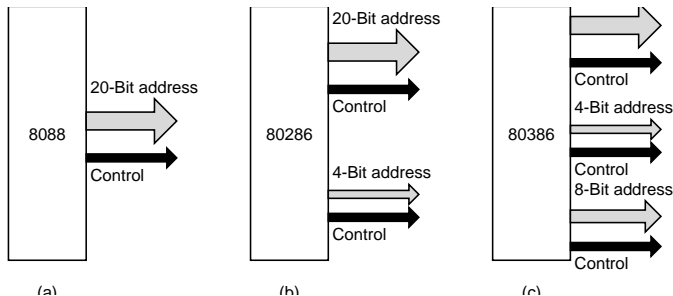 20-Bit address
8088
Control
(a)
20-Bit address
Control
80286
4-Bit address
Control
(b)
Control
4-Bit address
80386
Control
8-Bit address
Control
(c)